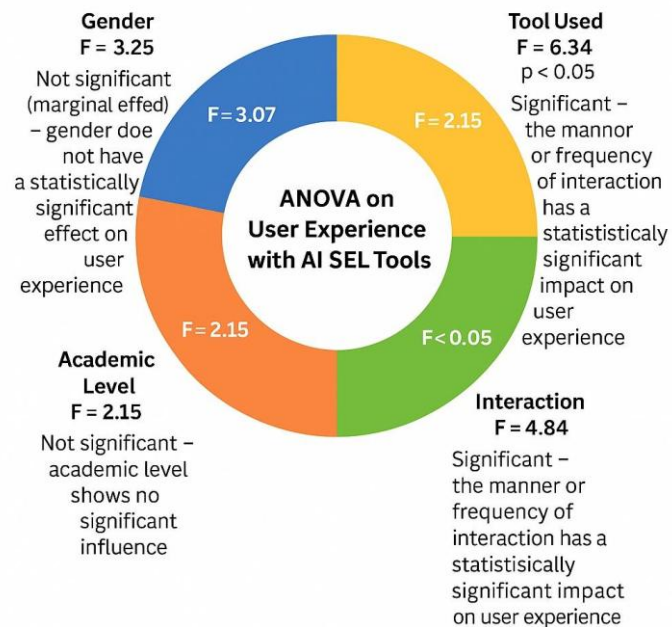 Gender
F = 3.25
Not significant
(marginal effed)
– gender doe
not have
a statistically
significant
effect on
user
experience
Tool Used
F = 6.34
p < 0.05
Significant –
the mannor
or frequency
of interaction
has a
statististicaly
significant
impact on
user
experience
F = 3.07
F = 2.15
ANOVA on
User Experience
with AI SEL Tools
F = 2.15
F < 0.05
Academic
Level
F = 2.15
Not significant –
academic level
shows no
significant
influence
Interaction
F = 4.84
Significant –
the manner or
frequency of
interaction has a
statistisically
significant impact
on user experience